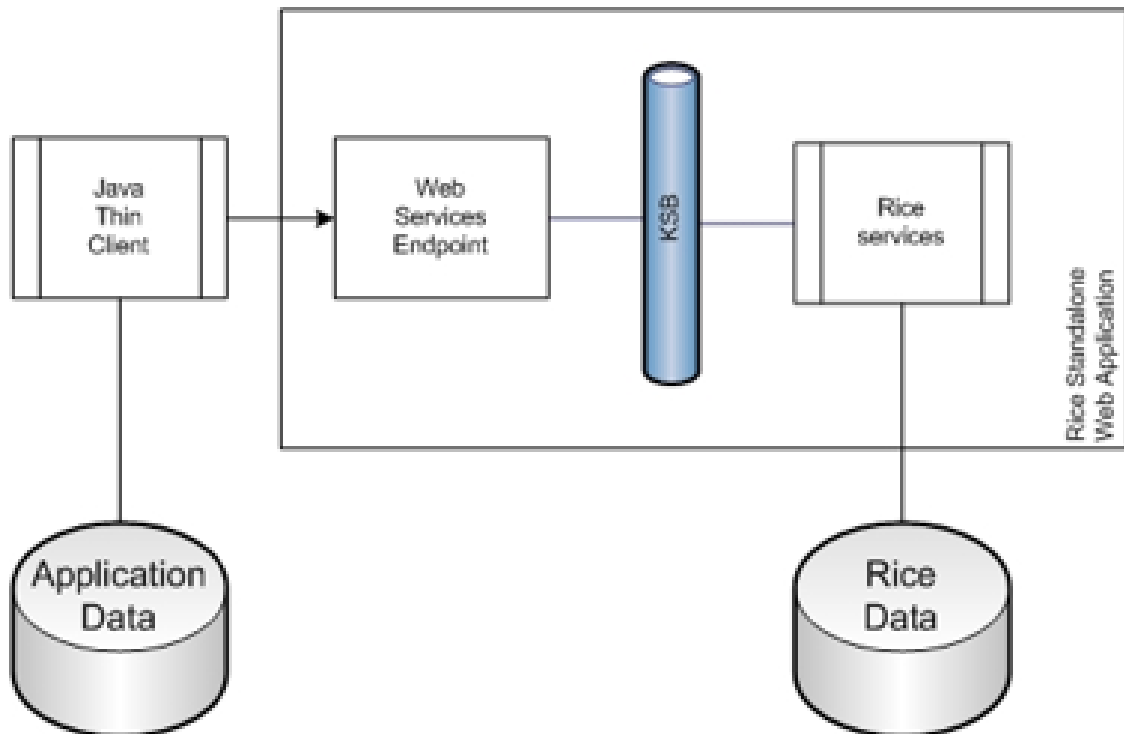 Java
Thin
Client
Web
Services
Endpoint
KSB
Rice
services
Rice Standalone
Web Application
Application
Data
Rice
Data